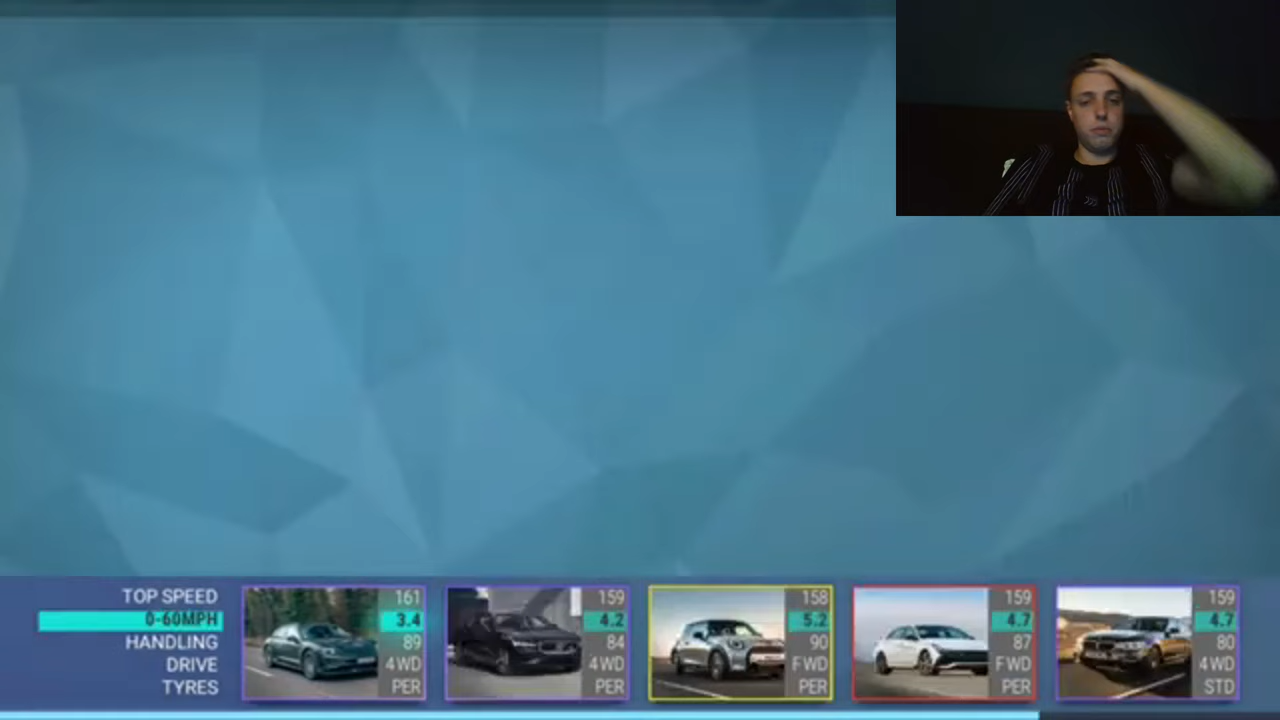 TOP SPEED 161 159 158 159 159
0-60MPH 3.4 4.2 5.2 4.7 4.7
HANDLING 89 84 90 87 80
DRIVE 4WD 4WD FWD FWD 4WD
TYRES PER PER PER PER STD